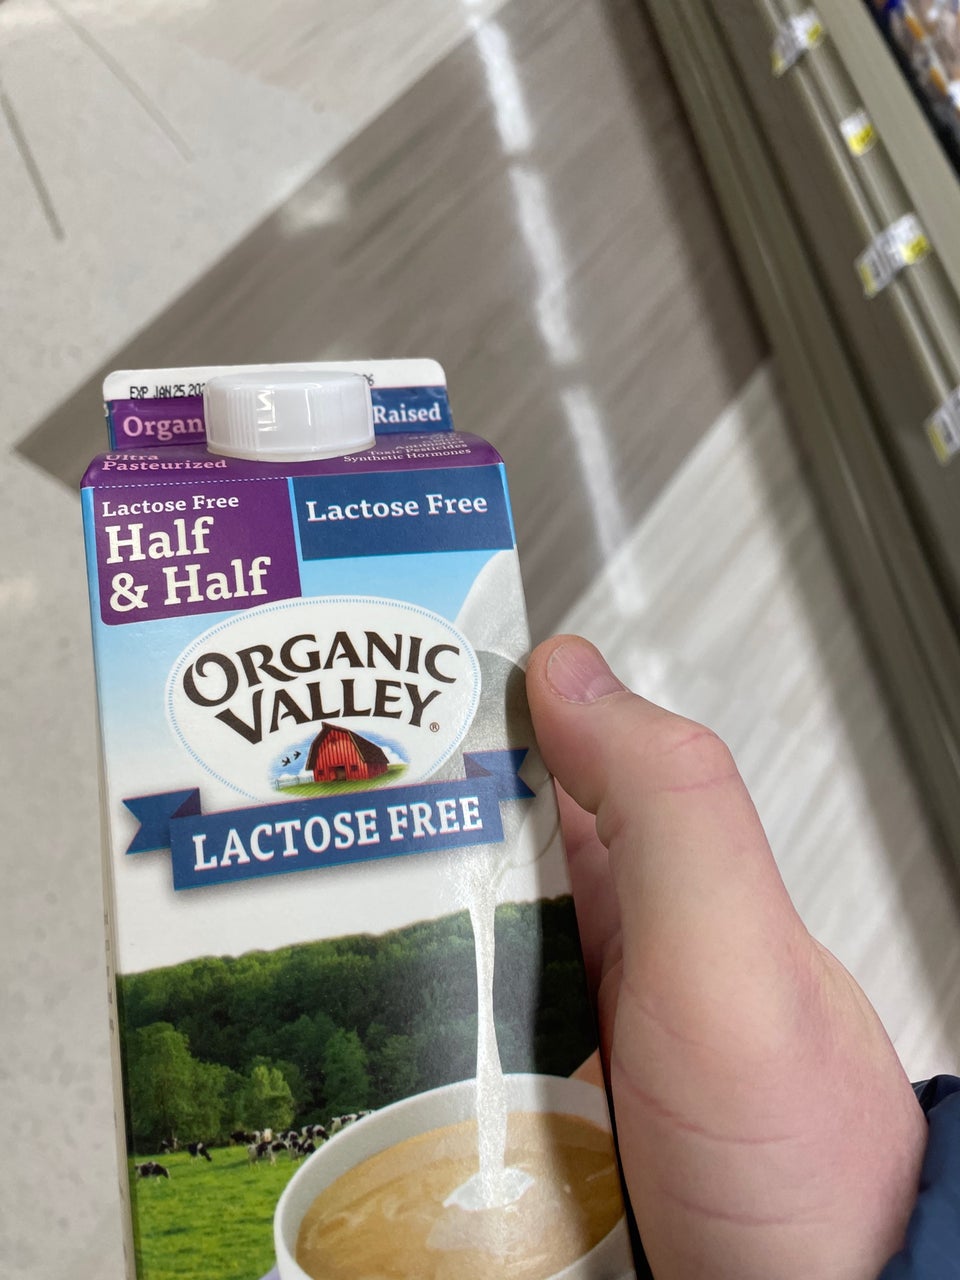 EXP JAN 25, 202
Organ
Raised
Ultra
Pasteurized
Toxic Pesticides
Synthetic Hormones
Lactose Free
Half
& Half
Lactose Free
ORGANIC
VALLEY®
LACTOSE FREE